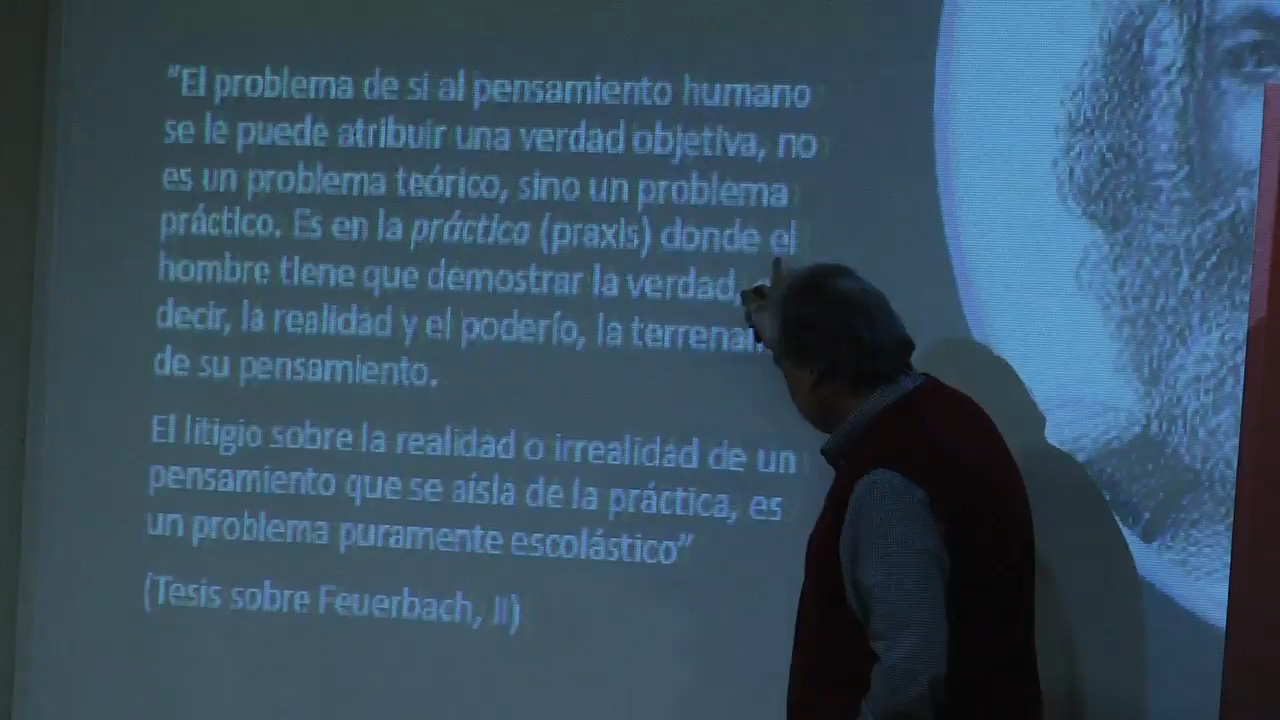 “El problema de si al pensamiento humano
se le puede atribuir una verdad objetiva, no
es un problema teórico, sino un problema
práctico. Es en la práctica (praxis) donde el
hombre tiene que demostrar la verdad
decir, la realidad y el poderío, la
de su pensamiento.
El litigio sobre la realidad o irrealidad de un
pensamiento que se aísla de la práctica, es
un problema puramente escolástico”
(Tesis sobre Feuerbach, II)